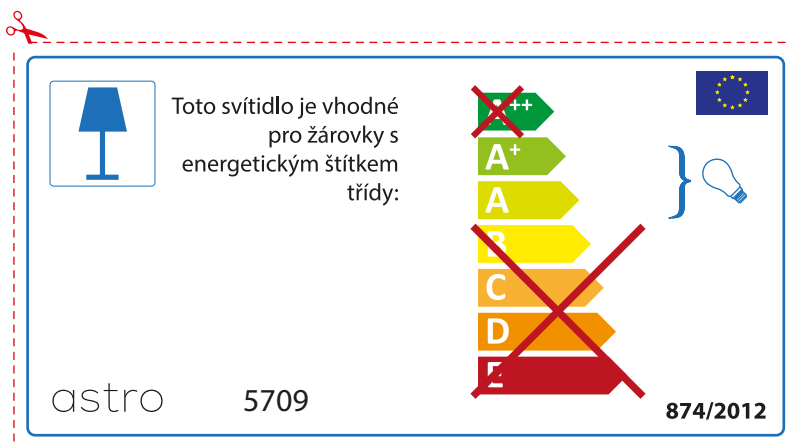 Toto svítidlo je vhodné
pro žárovky s
energetickým štítkem
třídy:
A++
A+
A
B
C
D
E
astro
5709
874/2012